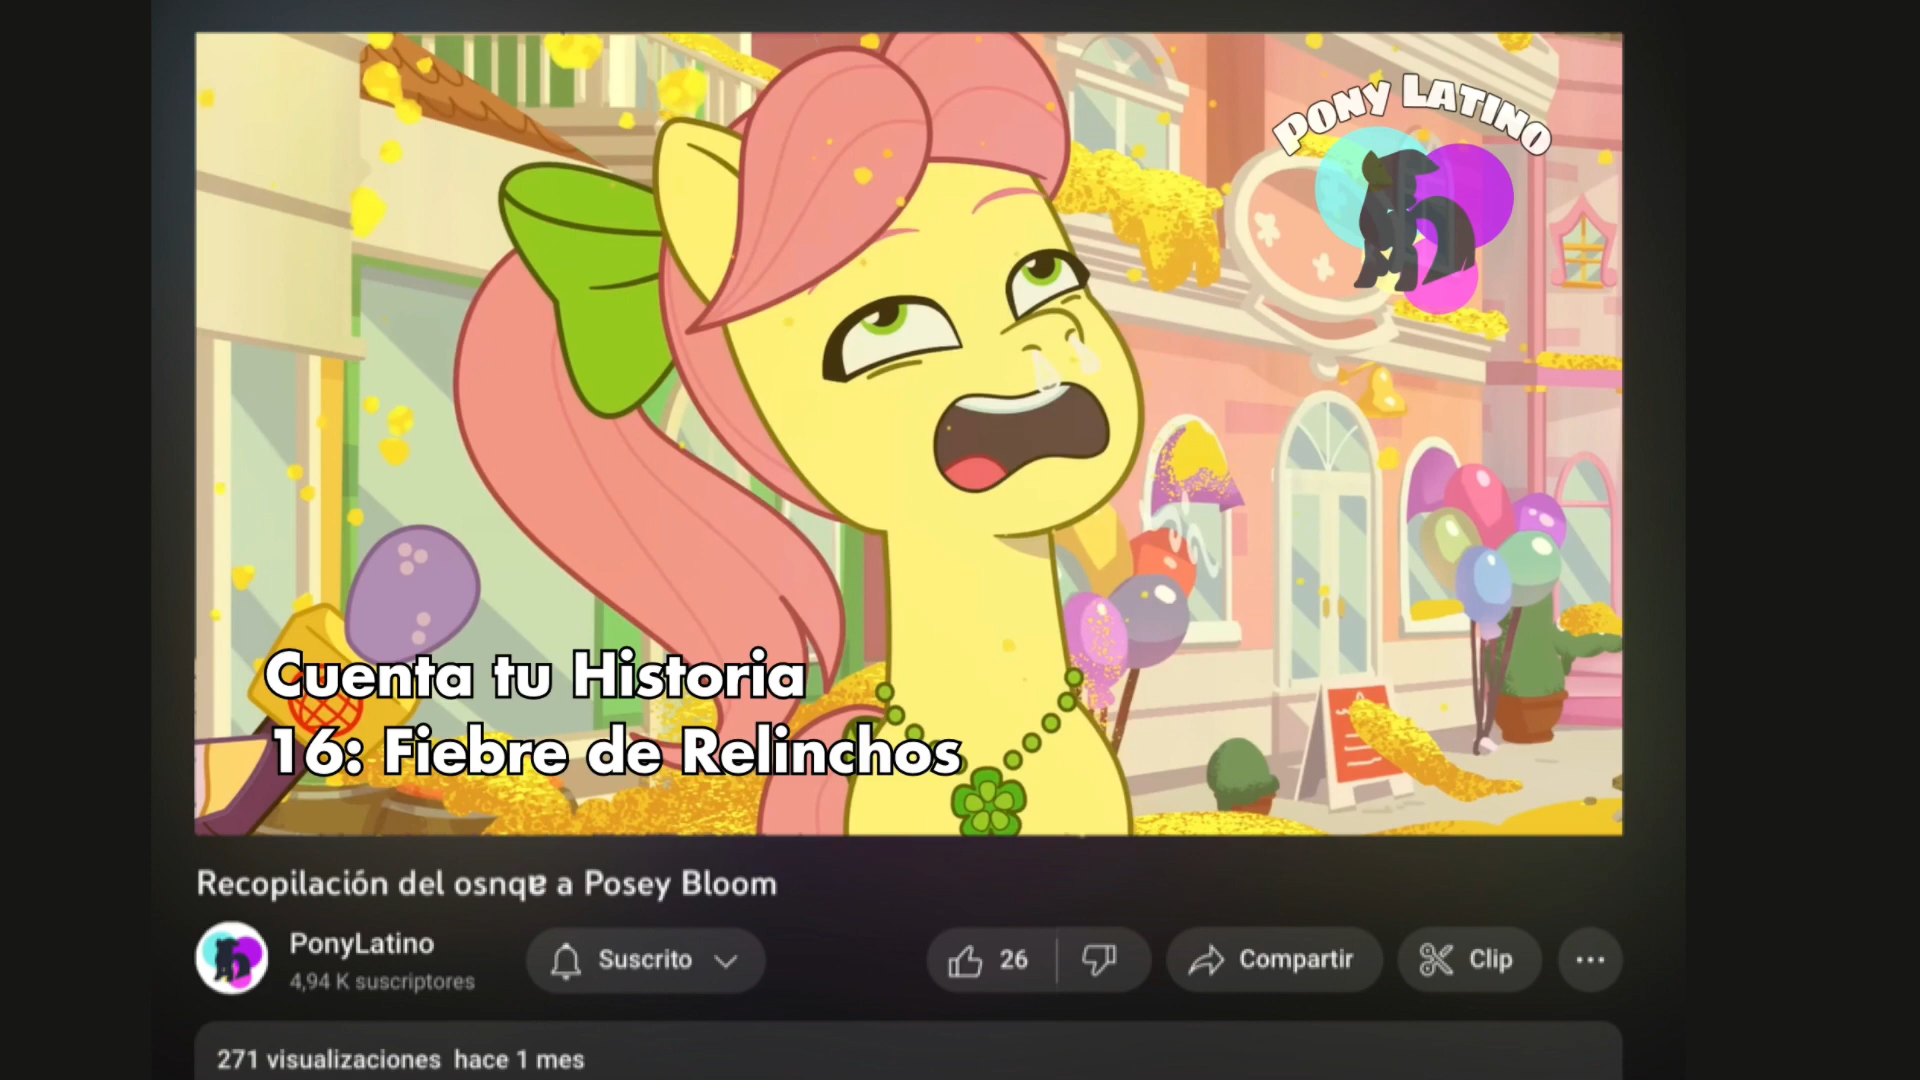 PONY LATINO
Cuenta tu Historia
16: Fiebre de Relinchos
Recopilación del osnqɐ a Posey Bloom
PonyLatino
4,94 K suscriptores
Suscrito
26
Compartir
Clip
271 visualizaciones hace 1 mes